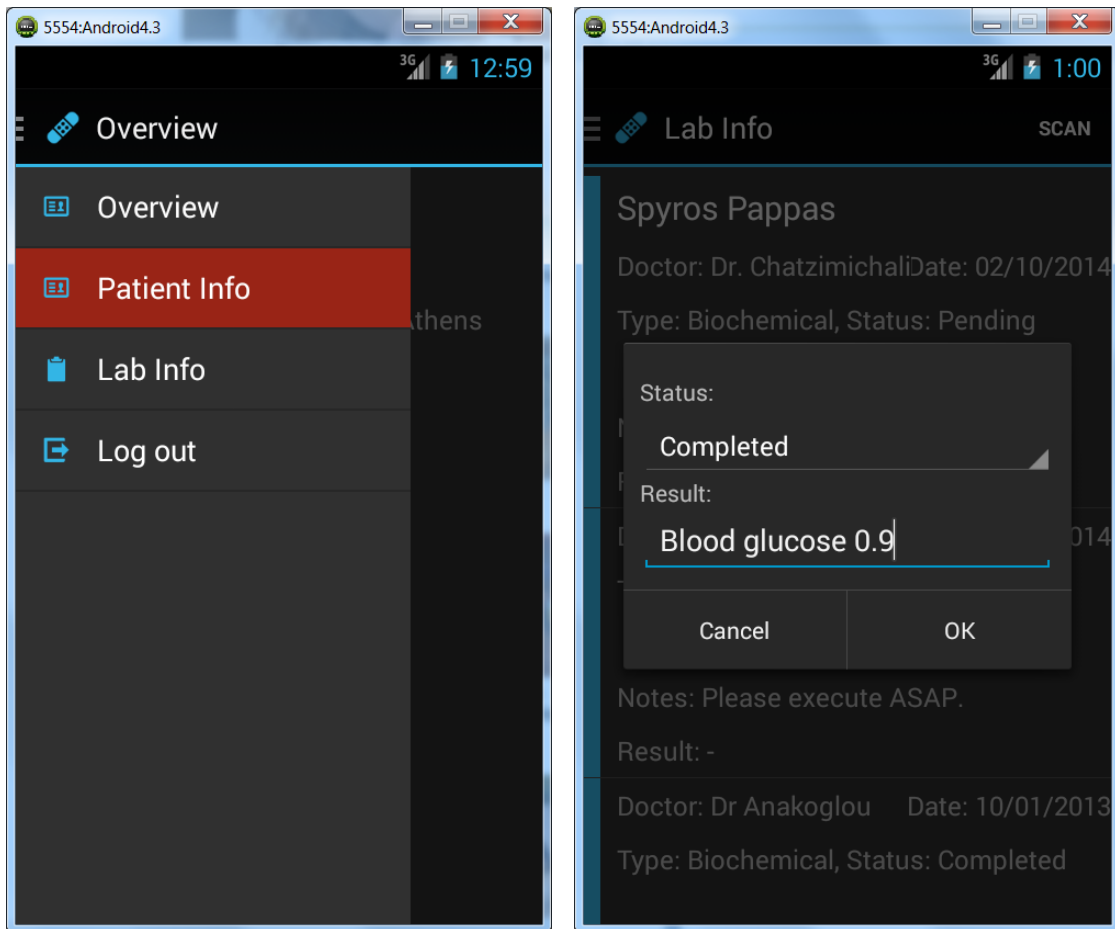 5554:Android4.3
3G 12:59
Overview
Overview
Patient Info
thens
Lab Info
Log out
5554:Android4.3
3G 1:00
Lab Info SCAN
Spyros Pappas
Doctor: Dr. Chatzimichali Date: 02/10/2014
Type: Biochemical, Status: Pending
Status:
Completed
Result:
Blood glucose 0.9
014
Cancel OK
Notes: Please execute ASAP.
Result: -
Doctor: Dr Anakoglou Date: 10/01/2013
Type: Biochemical, Status: Completed